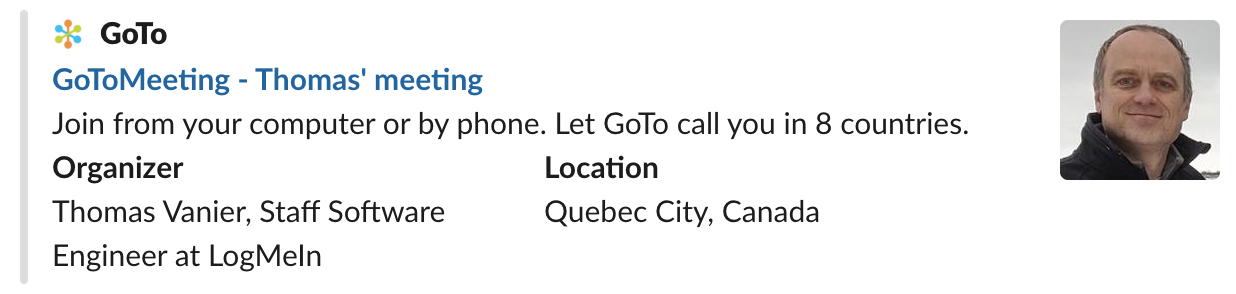 GoTo
GoToMeeting - Thomas' meeting
Join from your computer or by phone. Let GoTo call you in 8 countries.
Organizer
Thomas Vanier, Staff Software
Engineer at LogMeIn
Location
Quebec City, Canada